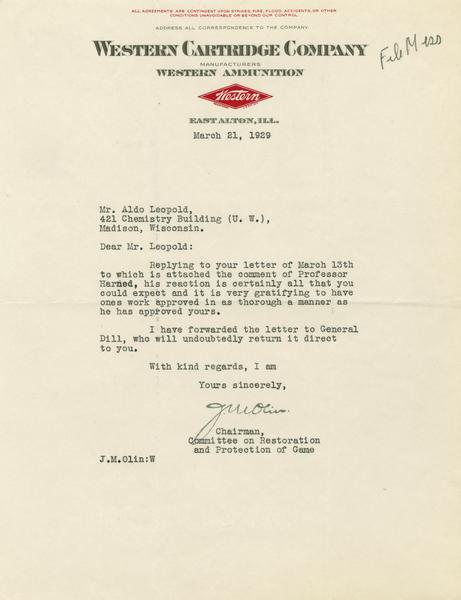 ALL AGREEMENTS ARE CONTINGENT UPON STRIKES, FIRE, FLOOD, ACCIDENTS, OR OTHER
CONDITIONS UNAVOIDABLE OR BEYOND OUR CONTROL.
ADDRESS ALL CORRESPONDENCE TO THE COMPANY
WESTERN CARTRIDGE COMPANY
File
MANUFACTURERS
WESTERN AMMUNITION
Western
EAST ALTON, ILL.
March 21, 1929
Mr. Aldo Leopold,
421 Chemistry Building (U. W.),
Madison, Wisconsin.
Dear Mr. Leopold:
Replying to your letter of March 13th
to which is attached the comment of Professor
Harned, his reaction is certainly all that you
could expect and it is very gratifying to have
ones work approved in as thorough a manner as
he has approved yours.
I have forwarded the letter to General
Dill, who will undoubtedly return it direct
to you.
With kind regards, I am
Yours sincerely,
J.M. Olin.
Chairman,
Committee on Restoration
and Protection of Game
J.M.Olin:W